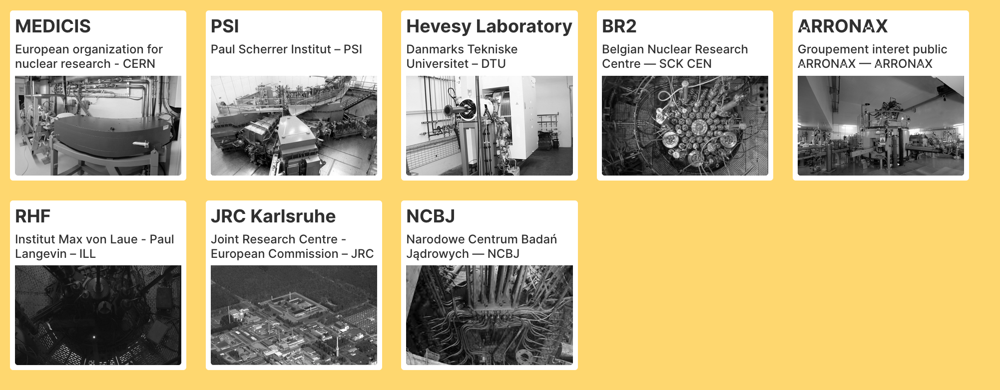 MEDICIS
European organization for
nuclear research - CERN
PSI
Paul Scherrer Institut – PSI
Hevesy Laboratory
Danmarks Tekniske
Universitet – DTU
BR2
Belgian Nuclear Research
Centre — SCK CEN
ARRONAX
Groupement interet public
ARRONAX — ARRONAX
RHF
Institut Max von Laue - Paul
Langevin – ILL
JRC Karlsruhe
Joint Research Centre -
European Commission – JRC
NCBJ
Narodowe Centrum Badań
Jądrowych — NCBJ